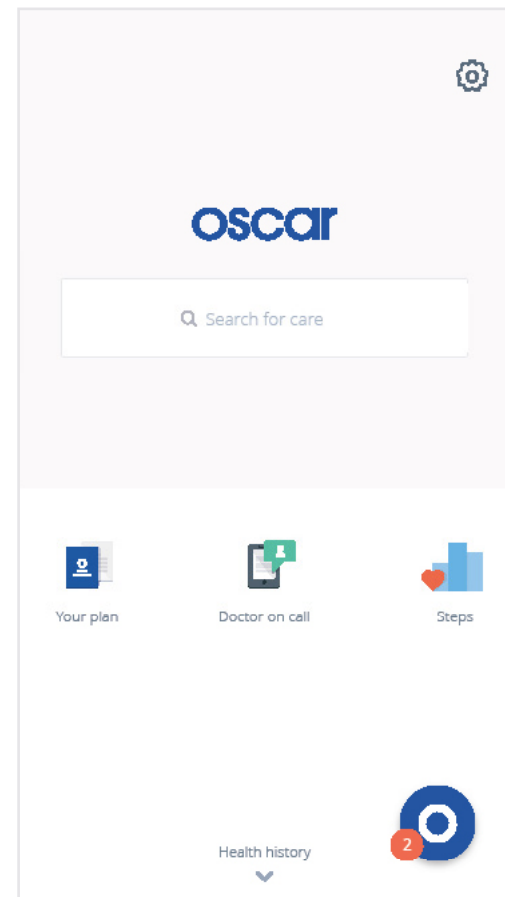 oscar
Search for care
Your plan
Doctor on call
Steps
2
Health history